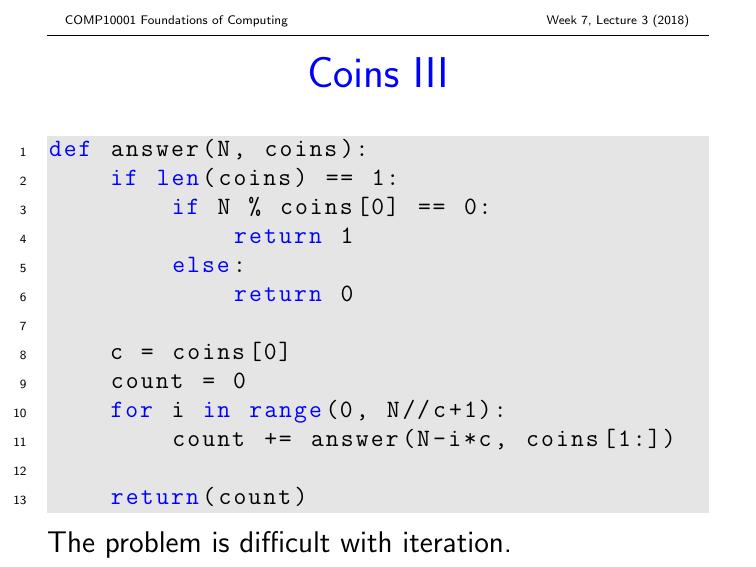 COMP10001 Foundations of Computing Week 7, Lecture 3 (2018)
Coins III
1 def answer(N, coins):
2     if len(coins) == 1:
3         if N % coins[0] == 0:
4             return 1
5         else:
6             return 0
7
8     c = coins[0]
9     count = 0
10     for i in range(0, N//c+1):
11         count += answer(N-i*c, coins[1:])
12
13     return(count)
The problem is difficult with iteration.